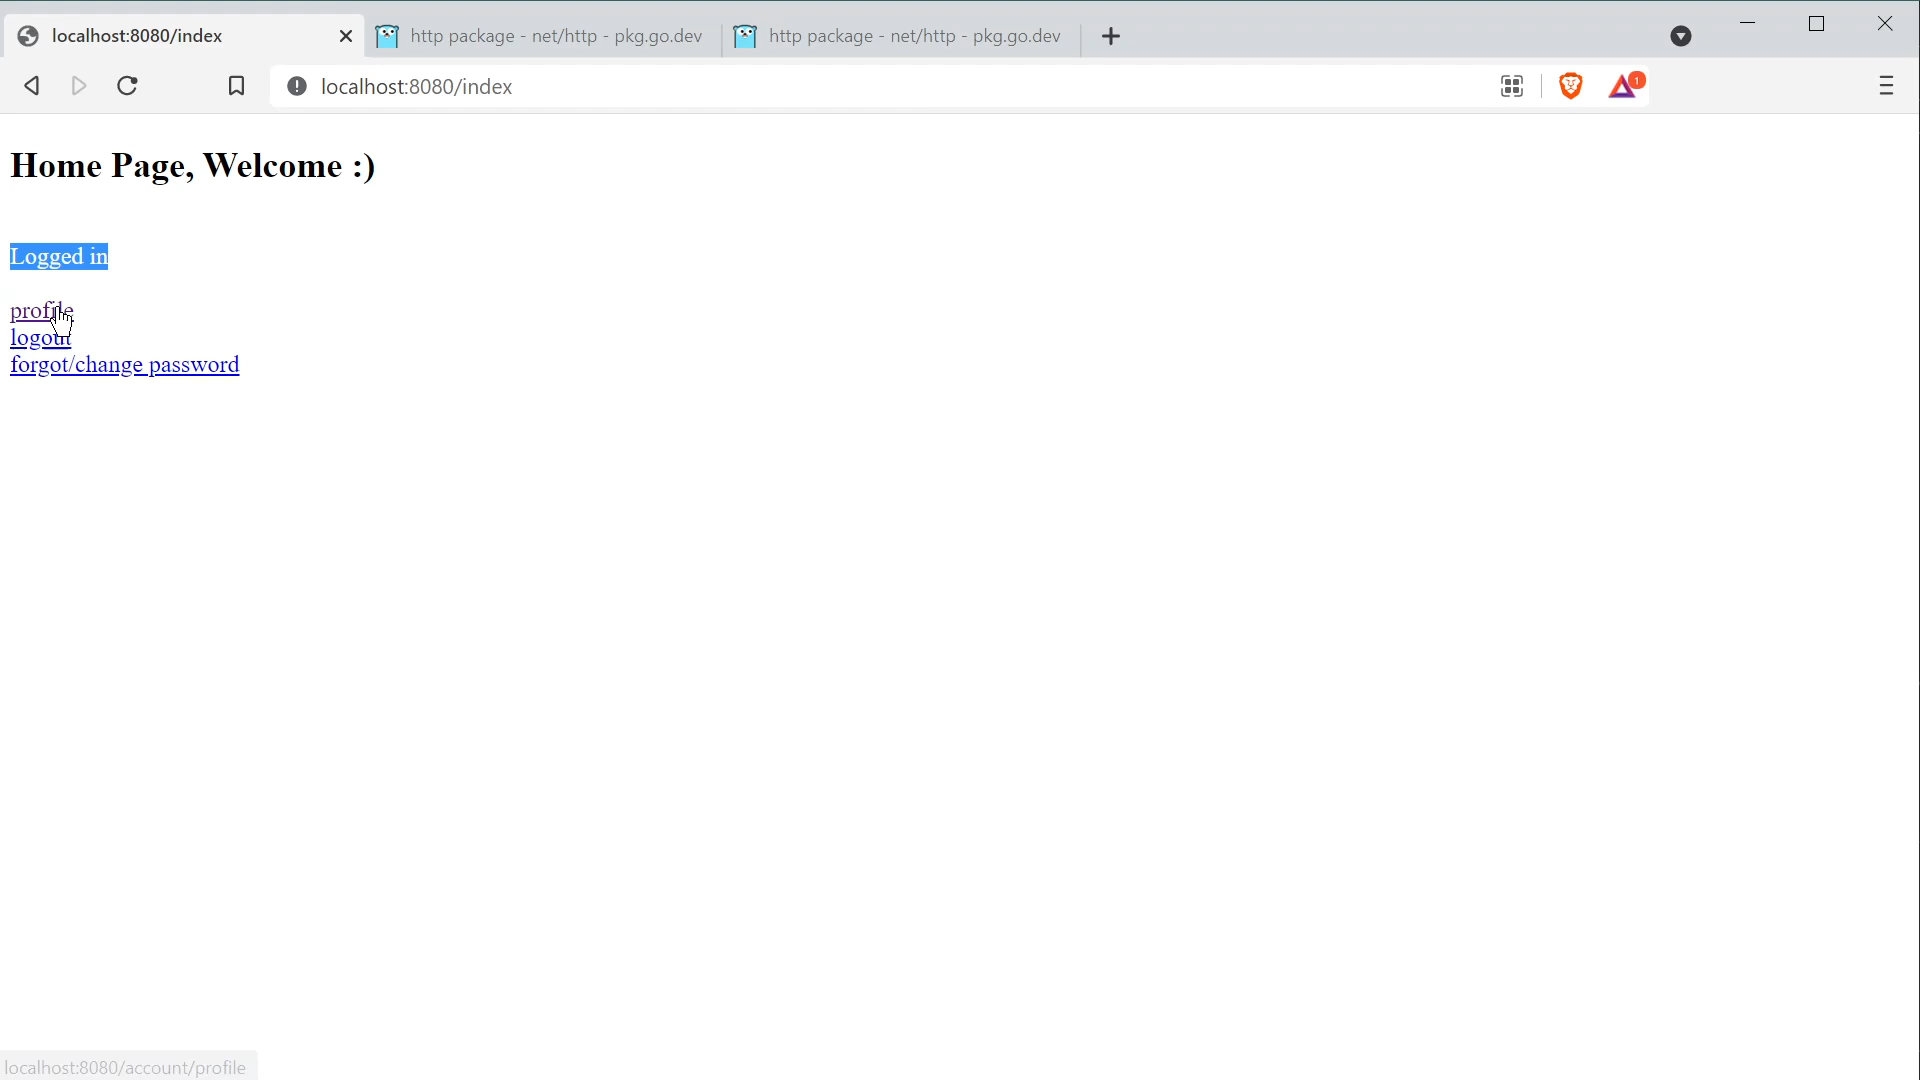 localhost:8080/index
http package - net/http - pkg.go.dev
http package - net/http - pkg.go.dev
localhost:8080/index
1
Home Page, Welcome :)
Logged in
profile
logout
forgot/change password
localhost:8080/account/profile